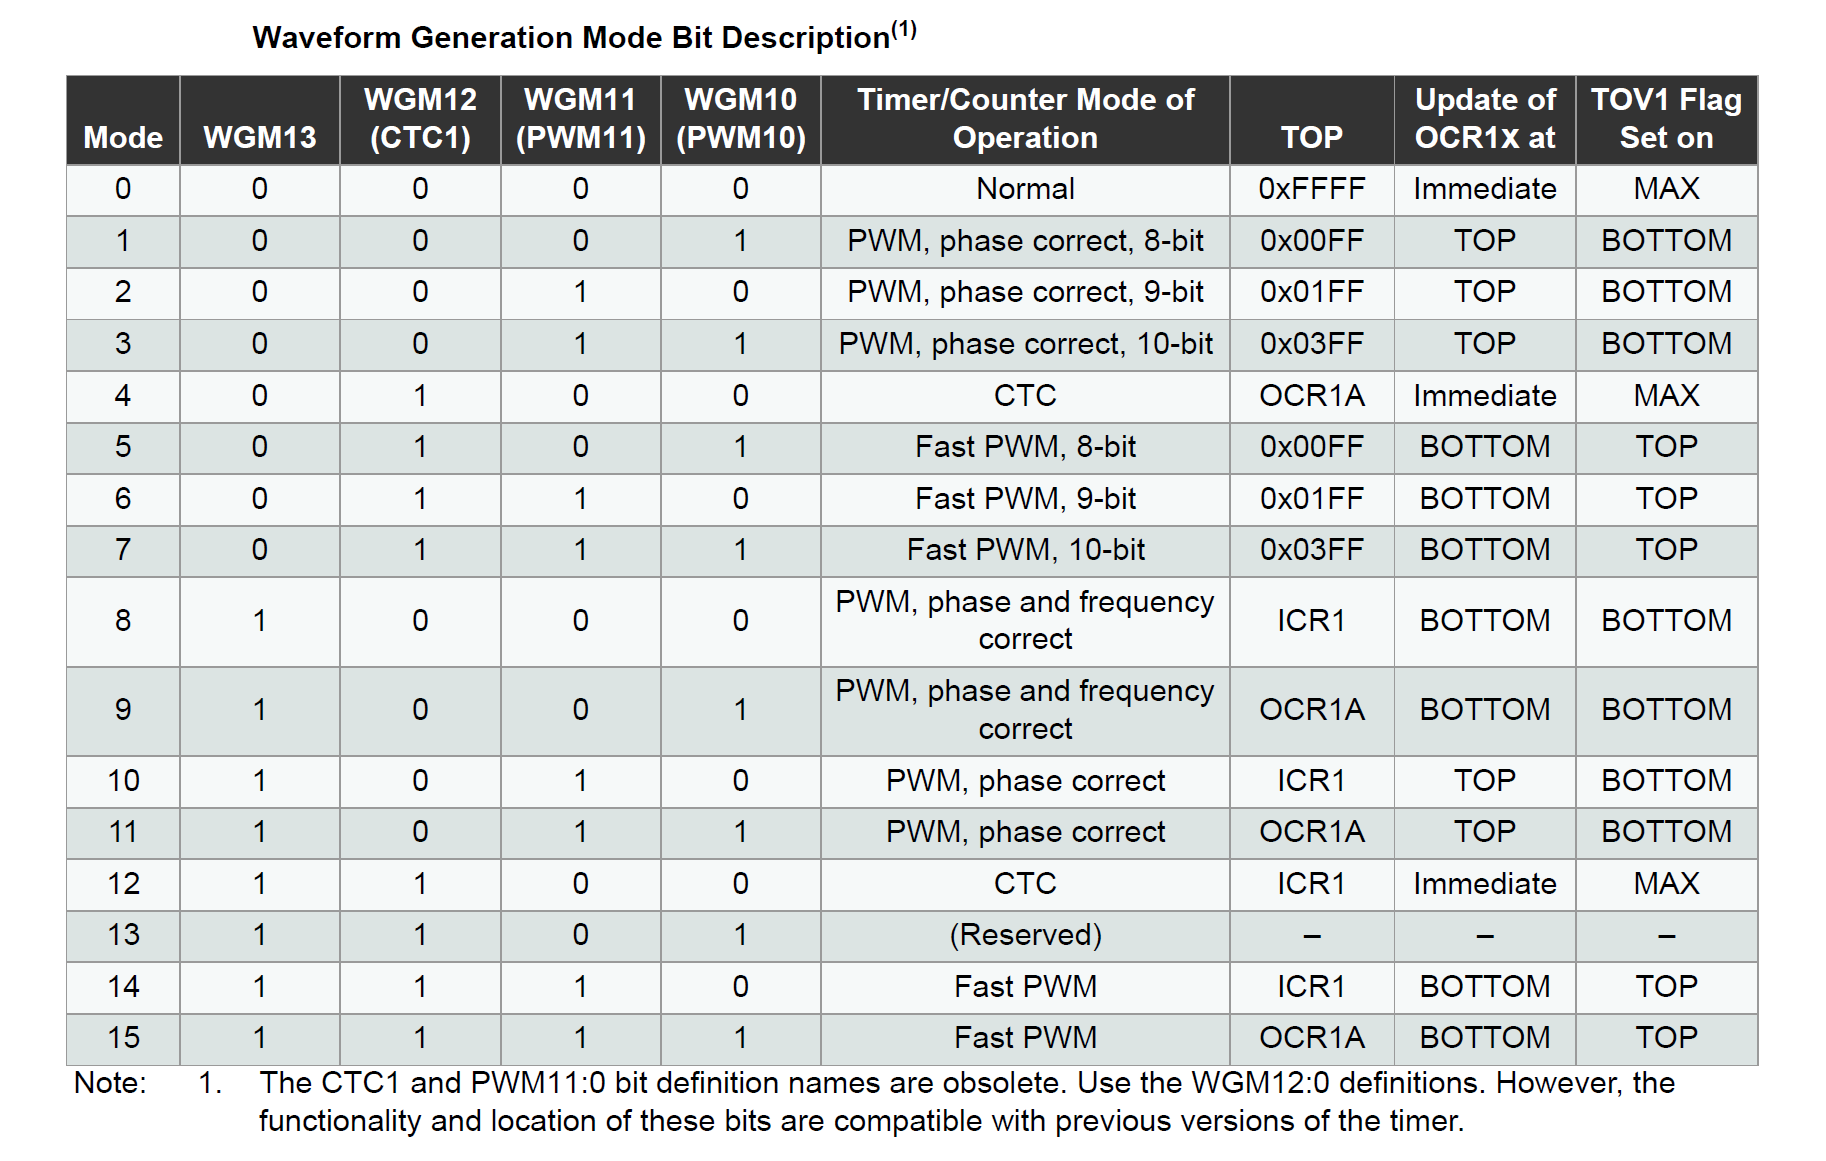 Waveform Generation Mode Bit Description(1)
Mode WGM13 WGM12 (CTC1) WGM11 (PWM11) WGM10 (PWM10) Timer/Counter Mode of Operation TOP Update of OCR1x at TOV1 Flag Set on
0 0 0 0 0 Normal 0xFFFF Immediate MAX
1 0 0 0 1 PWM, phase correct, 8-bit 0x00FF TOP BOTTOM
2 0 0 1 0 PWM, phase correct, 9-bit 0x01FF TOP BOTTOM
3 0 0 1 1 PWM, phase correct, 10-bit 0x03FF TOP BOTTOM
4 0 1 0 0 CTC OCR1A Immediate MAX
5 0 1 0 1 Fast PWM, 8-bit 0x00FF BOTTOM TOP
6 0 1 1 0 Fast PWM, 9-bit 0x01FF BOTTOM TOP
7 0 1 1 1 Fast PWM, 10-bit 0x03FF BOTTOM TOP
8 1 0 0 0 PWM, phase and frequency correct ICR1 BOTTOM BOTTOM
9 1 0 0 1 PWM, phase and frequency correct OCR1A BOTTOM BOTTOM
10 1 0 1 0 PWM, phase correct ICR1 TOP BOTTOM
11 1 0 1 1 PWM, phase correct OCR1A TOP BOTTOM
12 1 1 0 0 CTC ICR1 Immediate MAX
13 1 1 0 1 (Reserved) – – –
14 1 1 1 0 Fast PWM ICR1 BOTTOM TOP
15 1 1 1 1 Fast PWM OCR1A BOTTOM TOP
Note: 1. The CTC1 and PWM11:0 bit definition names are obsolete. Use the WGM12:0 definitions. However, the
functionality and location of these bits are compatible with previous versions of the timer.